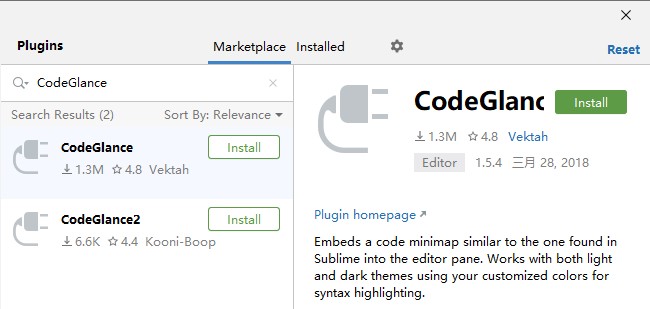 Plugins Marketplace Installed
Reset
CodeGlance
Search Results (2) Sort By: Relevance
CodeGlance Install
1.3M 4.8 Vektah
CodeGlance2 Install
6.6K 4.4 Kooni-Boop
CodeGlanc Install
1.3M 4.8 Vektah
Editor 1.5.4 三月 28, 2018
Plugin homepage
Embeds a code minimap similar to the one found in
Sublime into the editor pane. Works with both light
and dark themes using your customized colors for
syntax highlighting.